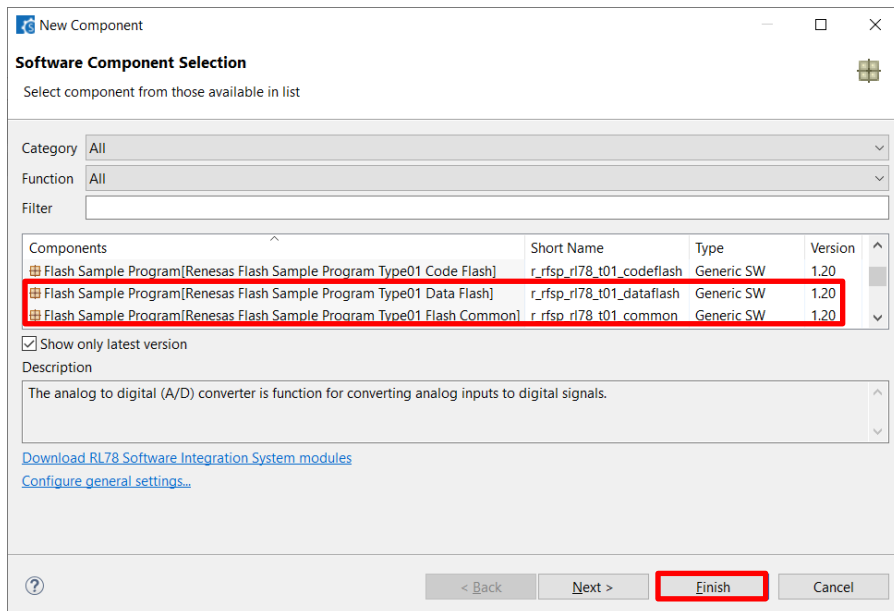 New Component
Software Component Selection
Select component from those available in list
Category All
Function All
Filter
Components Short Name Type Version
Flash Sample Program[Renesas Flash Sample Program Type01 Code Flash] r_rfsp_rl78_t01_codeflash Generic SW 1.20
Flash Sample Program[Renesas Flash Sample Program Type01 Data Flash] r_rfsp_rl78_t01_dataflash Generic SW 1.20
Flash Sample Program[Renesas Flash Sample Program Type01 Flash Common] r_rfsp_rl78_t01_common Generic SW 1.20
Show only latest version
Description
The analog to digital (A/D) converter is function for converting analog inputs to digital signals.
Download RL78 Software Integration System modules
Configure general settings...
? < Back Next > Finish Cancel